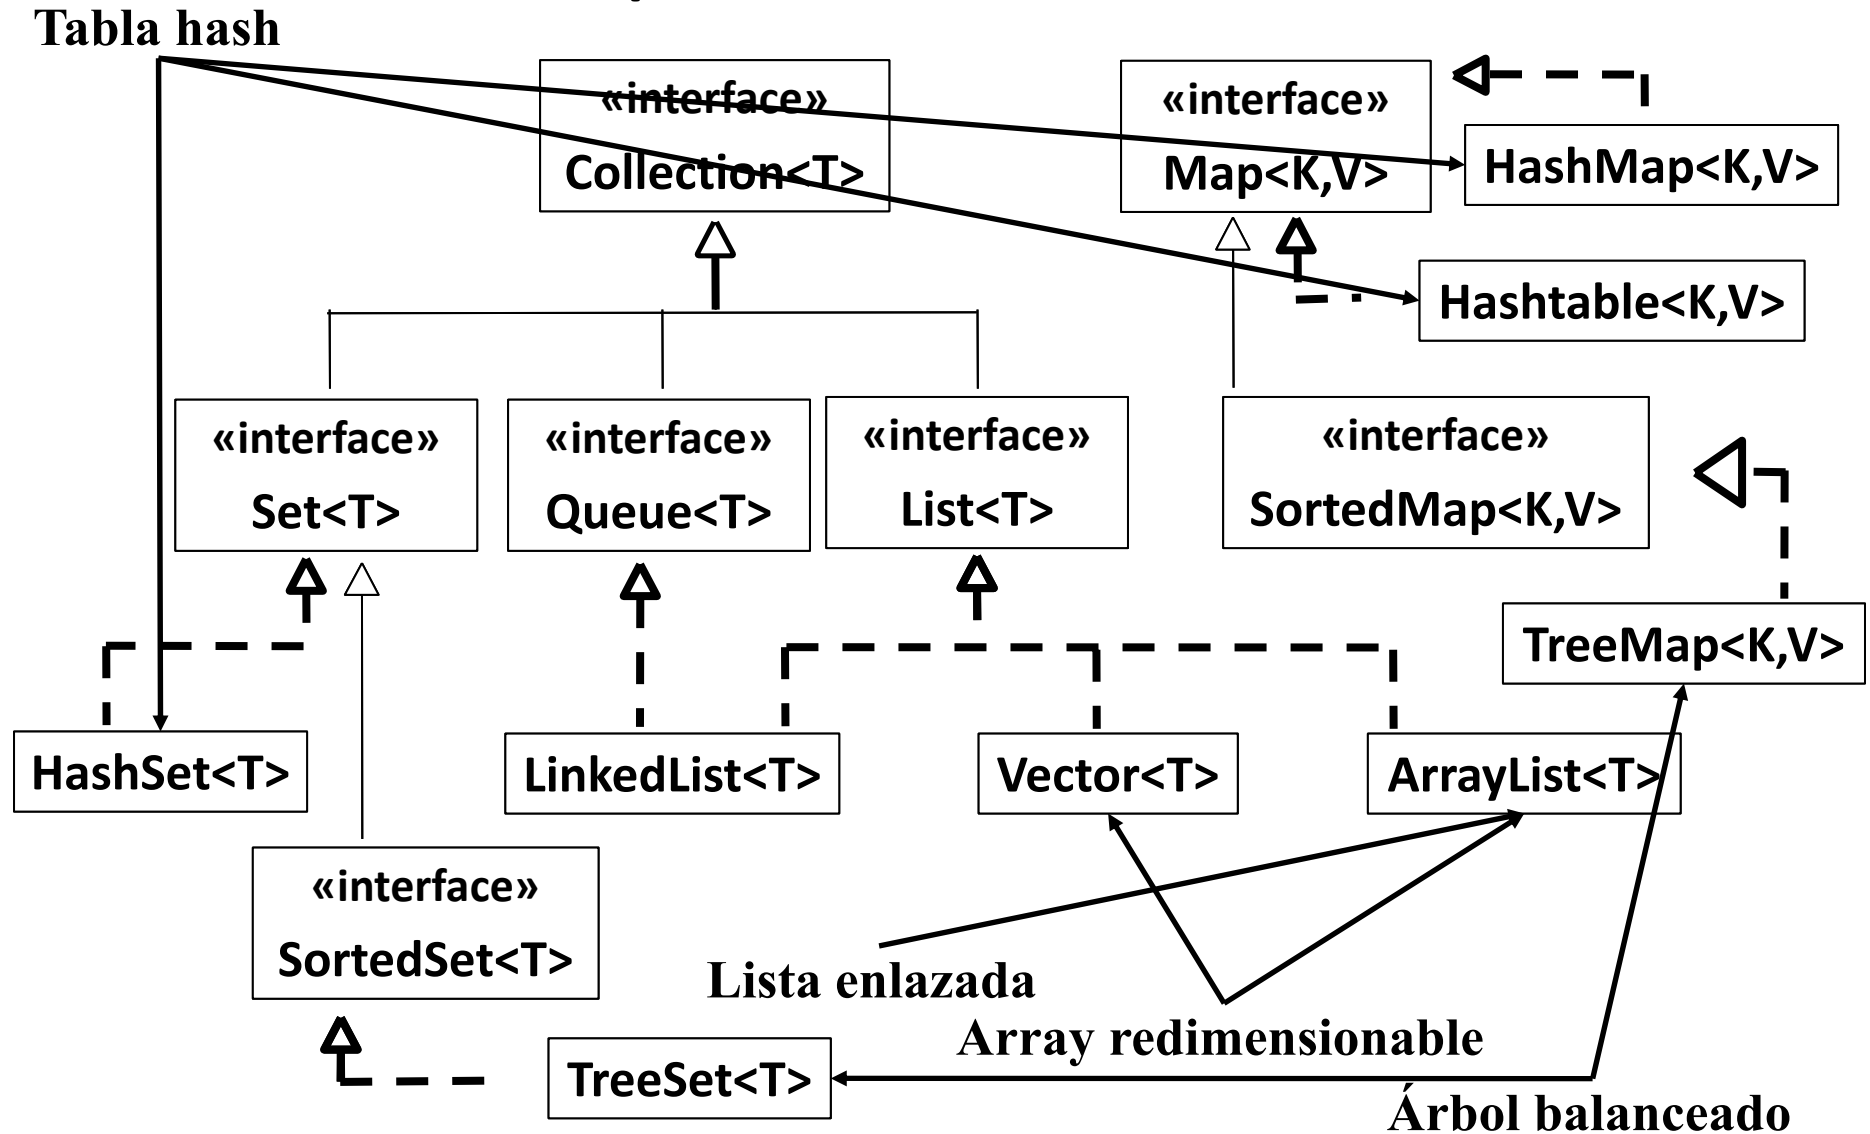 Tabla hash
«interface»
Collection<T>
«interface»
Map<K,V>
HashMap<K,V>
Hashtable<K,V>
«interface»
Set<T>
«interface»
Queue<T>
«interface»
List<T>
«interface»
SortedMap<K,V>
TreeMap<K,V>
HashSet<T>
LinkedList<T>
Vector<T>
ArrayList<T>
«interface»
SortedSet<T>
Lista enlazada
Array redimensionable
TreeSet<T>
Árbol balanceado